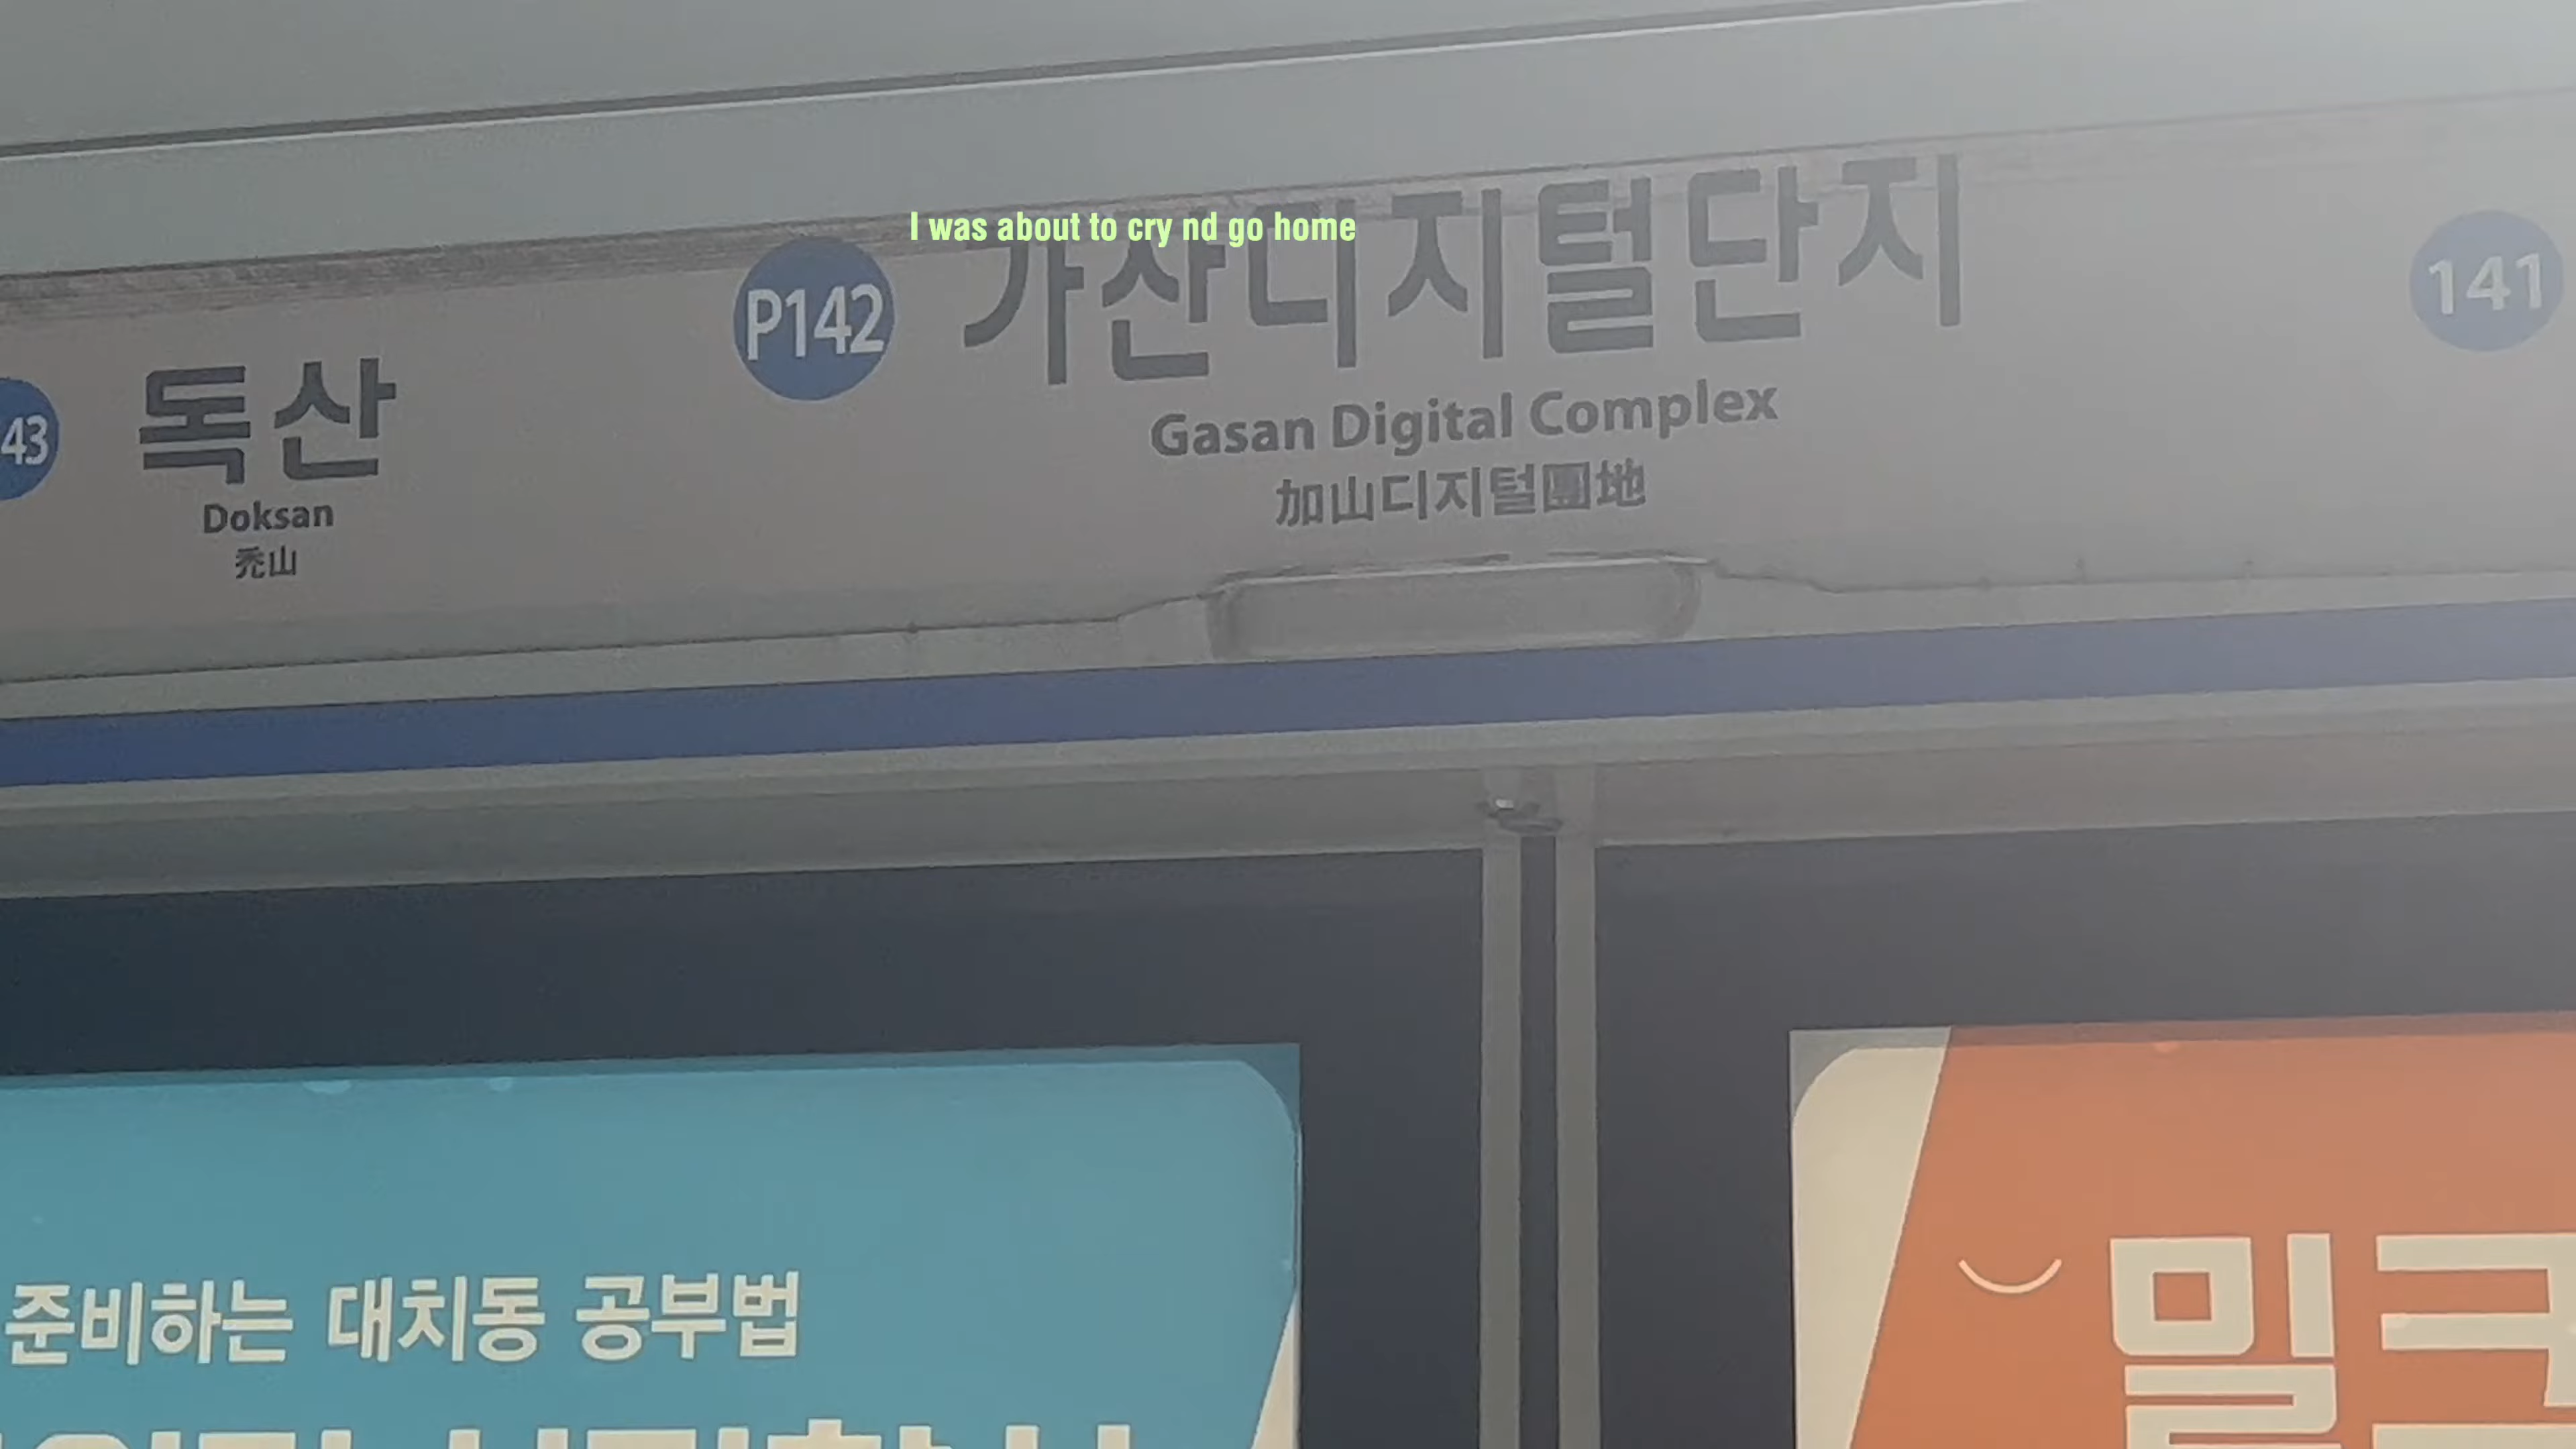 I was about to cry nd go home
43
독산
Doksan
禿山
P142
가산디지털단지
Gasan Digital Complex
加山디지털團地
141
준비하는 대치동 공부법
밀크